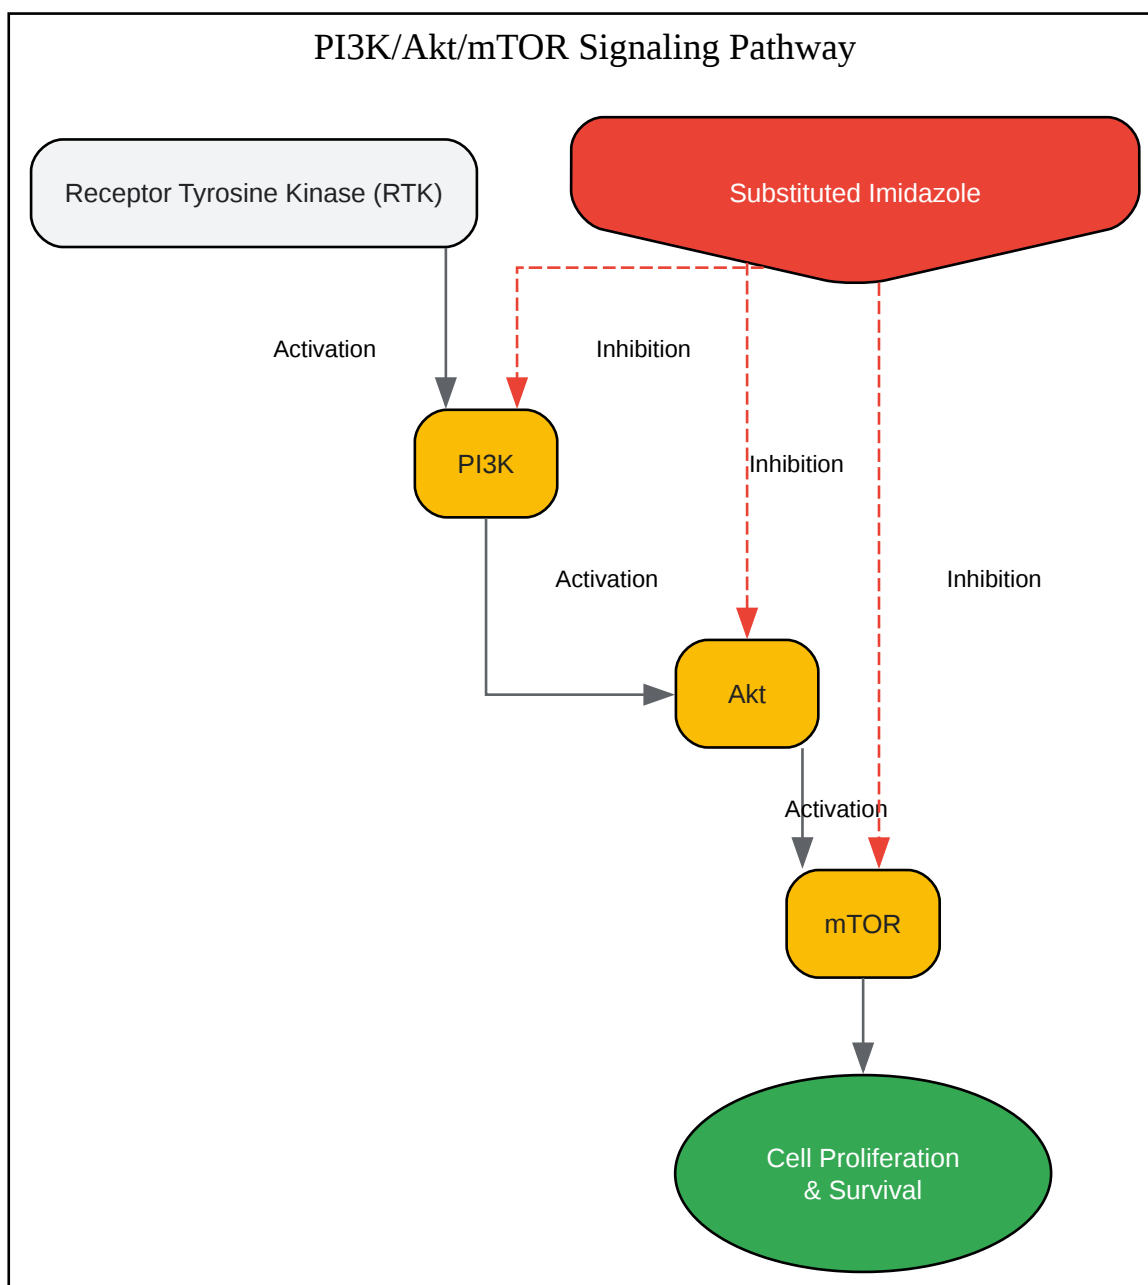 PI3K/Akt/mTOR Signaling Pathway
Receptor Tyrosine Kinase (RTK)
Substituted Imidazole
Activation
Inhibition
PI3K
Inhibition
Activation
Inhibition
Akt
Activation
mTOR
Cell Proliferation
& Survival